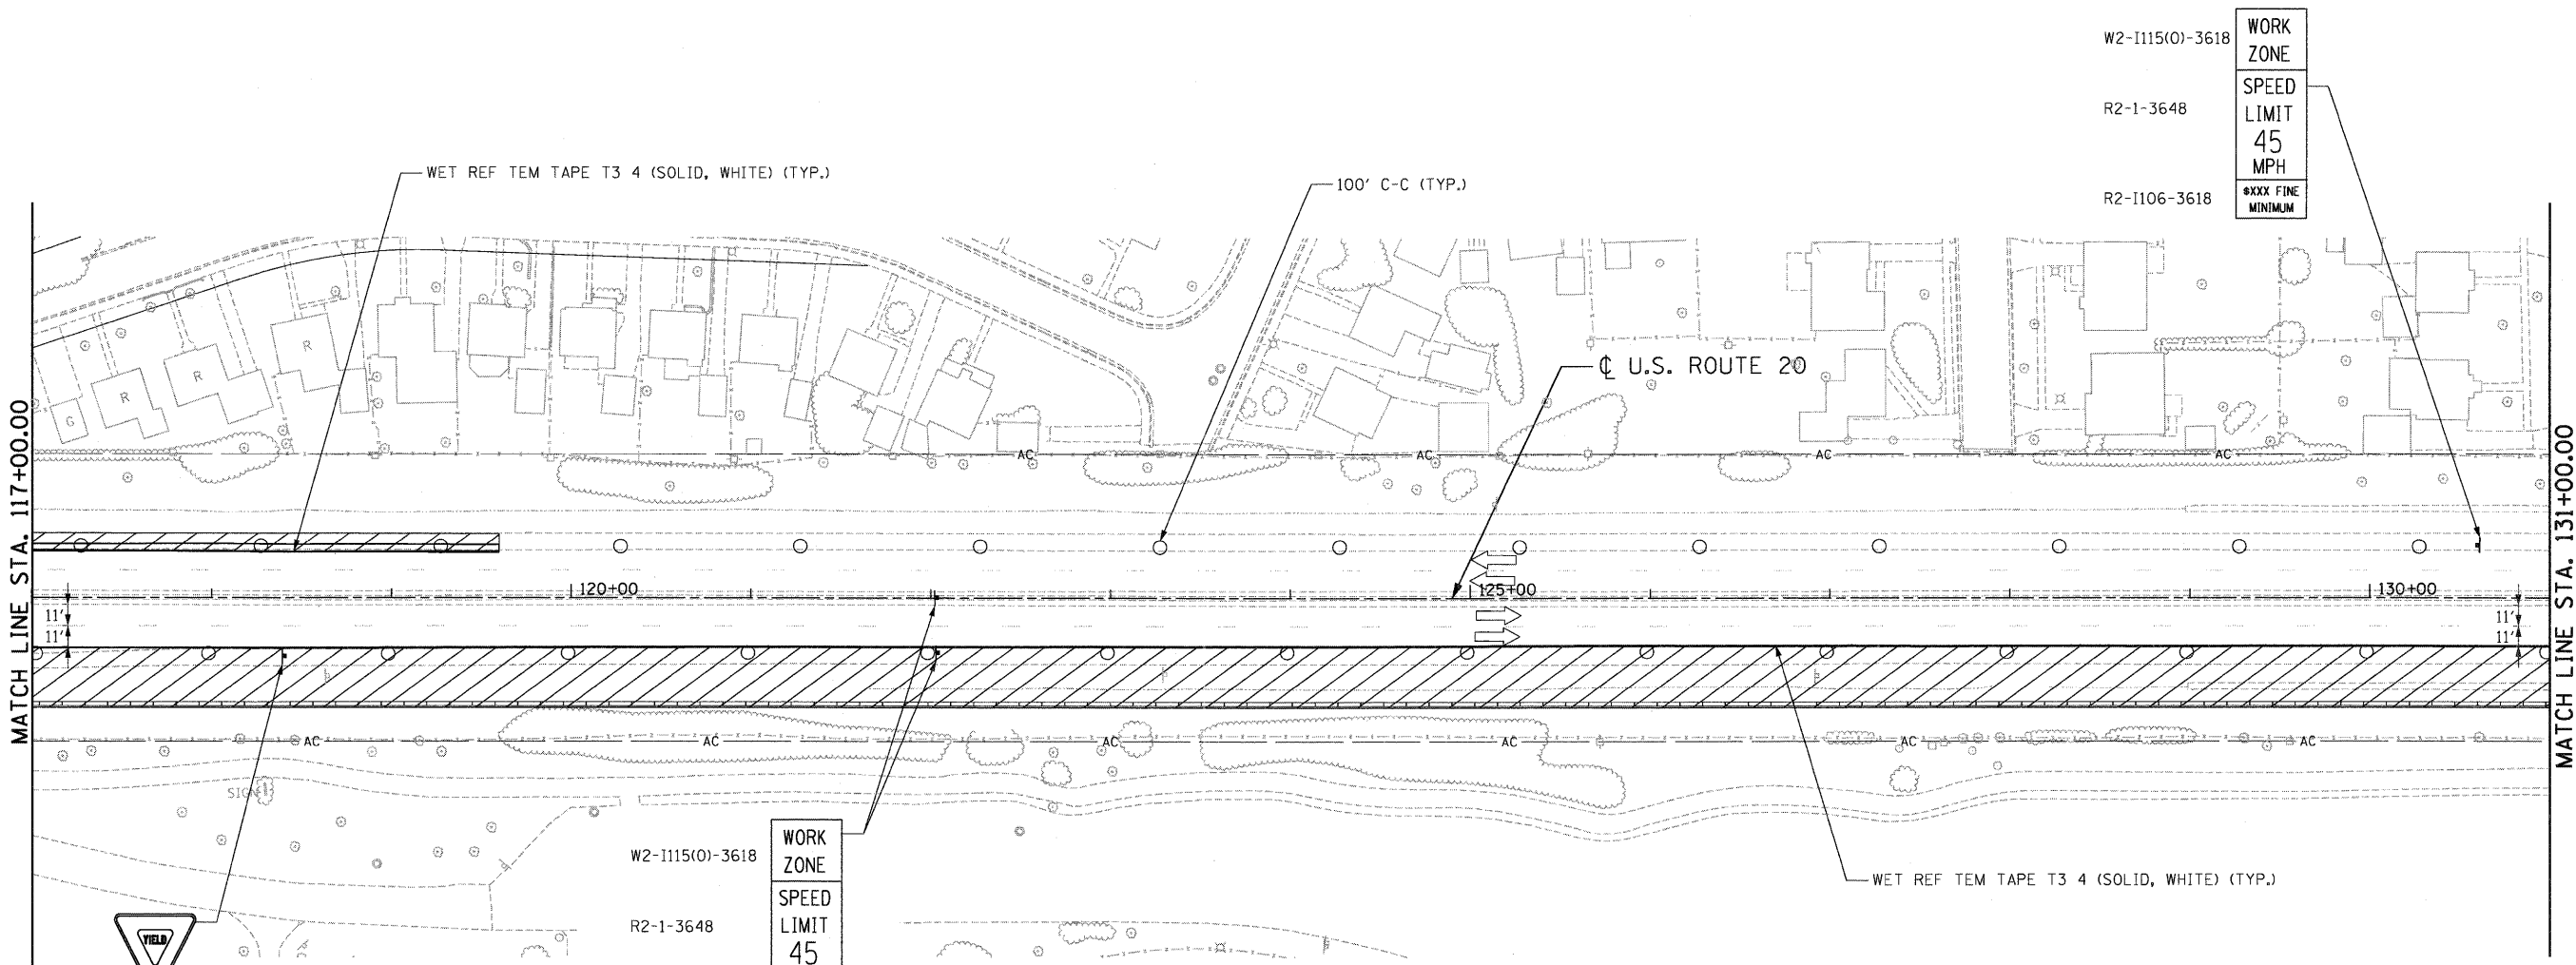 W2-I115(O)-3618
WORK
ZONE
R2-1-3648
SPEED
LIMIT
45
MPH
R2-I106-3618
$XXX FINE
MINIMUM
WET REF TEM TAPE T3 4 (SOLID, WHITE) (TYP.)
100' C-C (TYP.)
℄ U.S. ROUTE 20
MATCH LINE STA. 117+00.00
MATCH LINE STA. 131+00.00
R
R
R
G
AC
AC
AC
AC
120+00
125+00
130+00
11'
11'
11'
11'
AC
AC
AC
AC
AC
AC
SIGN
W2-I115(O)-3618
WORK
ZONE
R2-1-3648
SPEED
LIMIT
45
WET REF TEM TAPE T3 4 (SOLID, WHITE) (TYP.)
YIELD